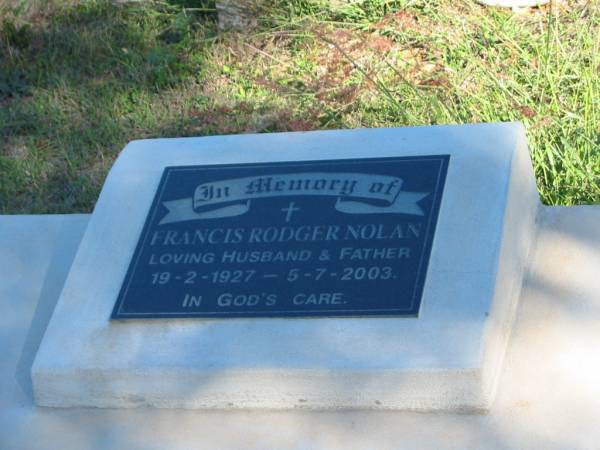 In Memory of
FRANCIS RODGER NOLAN
LOVING HUSBAND & FATHER
19-2-1927 — 5-7-2003.
IN GOD'S CARE.